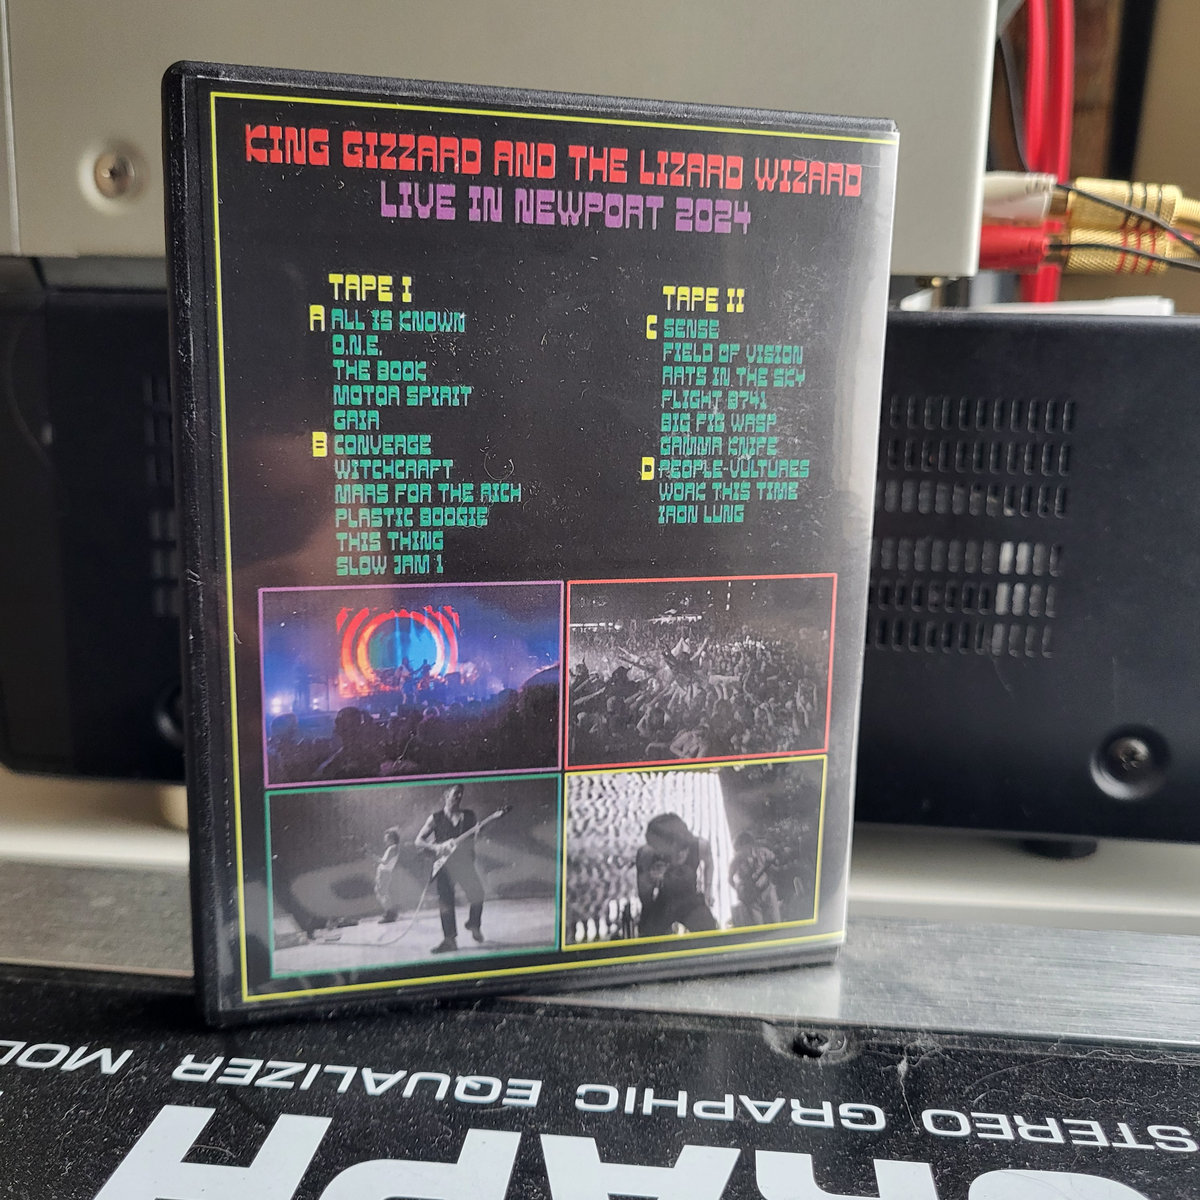 KING GIZZARD AND THE LIZARD WIZARD
LIVE IN NEWPORT 2024
TAPE I
A ALL IS KNOWN
O.N.E.
THE BOOK
MOTOR SPIRIT
GAIA
B CONVERGE
WITCHCRAFT
MARS FOR THE RICH
PLASTIC BOOGIE
THIS THING
SLOW JAM 1
TAPE II
C SENSE
FIELD OF VISION
RATS IN THE SKY
FLIGHT B741
BIG FIG WASP
GAMMA KNIFE
D PEOPLE-VULTURES
WORK THIS TIME
IRON LUNG
STEREO GRAPHIC EQUALIZER